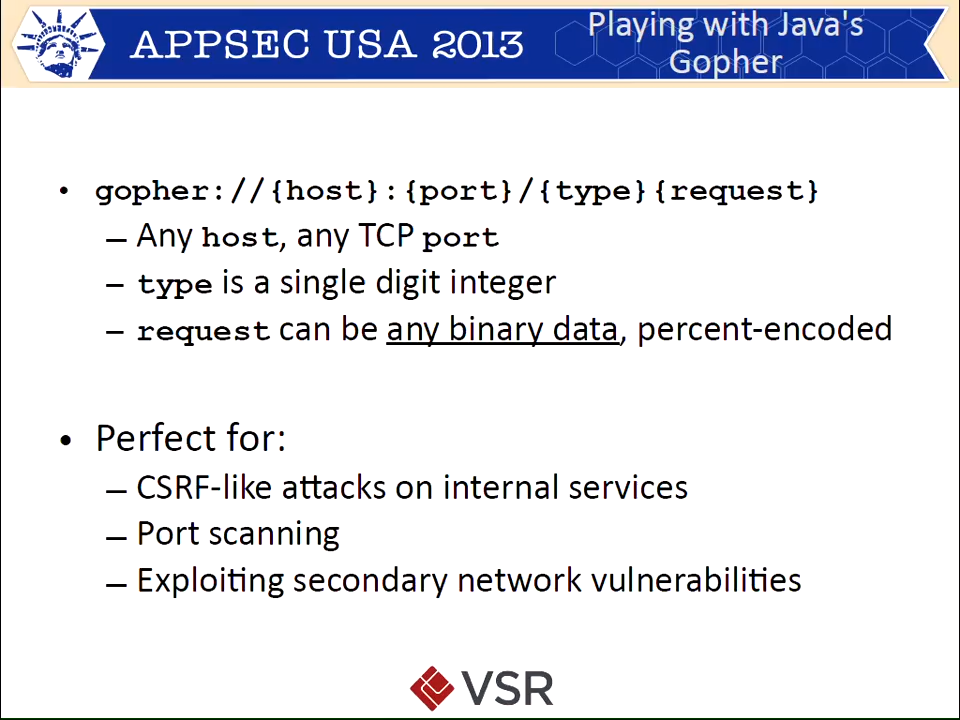 APPSEC USA 2013
Playing with Java's
Gopher
• gopher://{host}:{port}/{type}{request}
– Any host, any TCP port
– type is a single digit integer
– request can be any binary data, percent-encoded
• Perfect for:
– CSRF-like attacks on internal services
– Port scanning
– Exploiting secondary network vulnerabilities
VSR